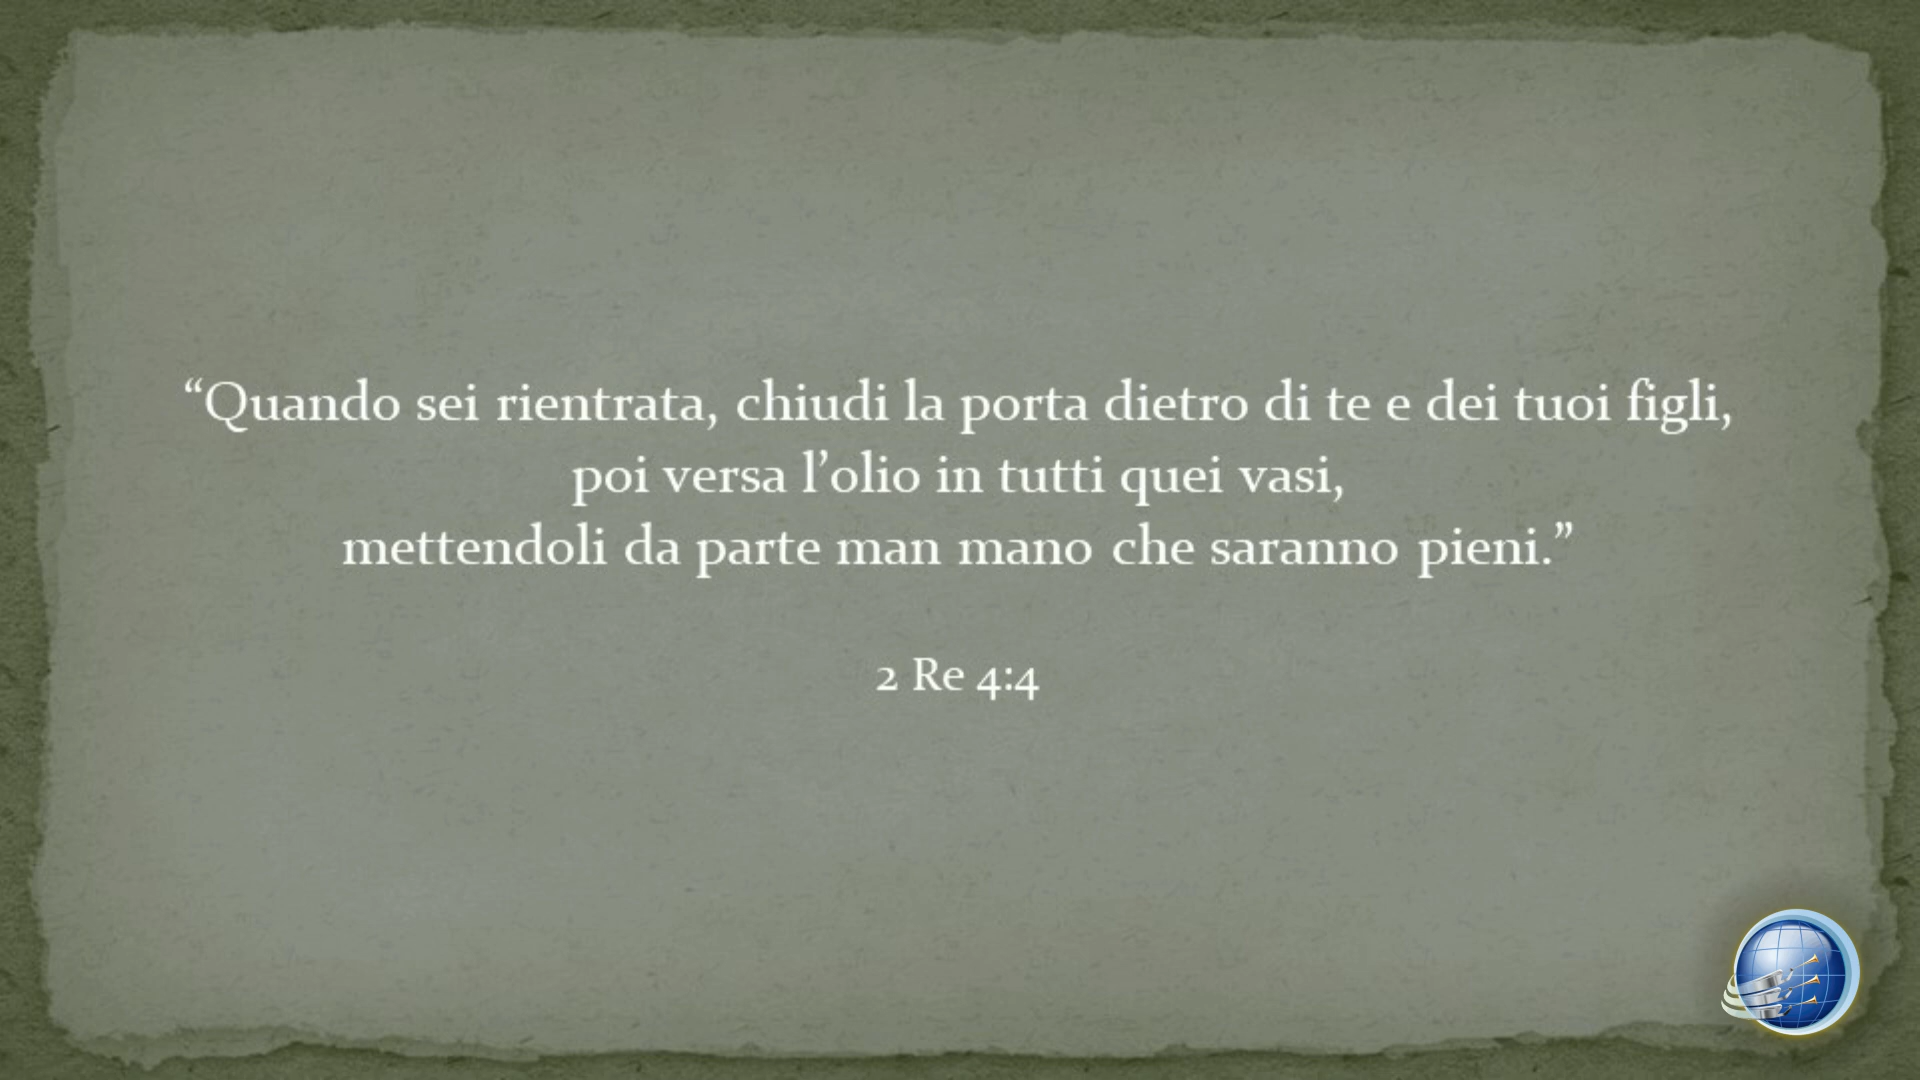 “Quando sei rientrata, chiudi la porta dietro di te e dei tuoi figli,
poi versa l’olio in tutti quei vasi,
mettendoli da parte man mano che saranno pieni.”
2 Re 4:4